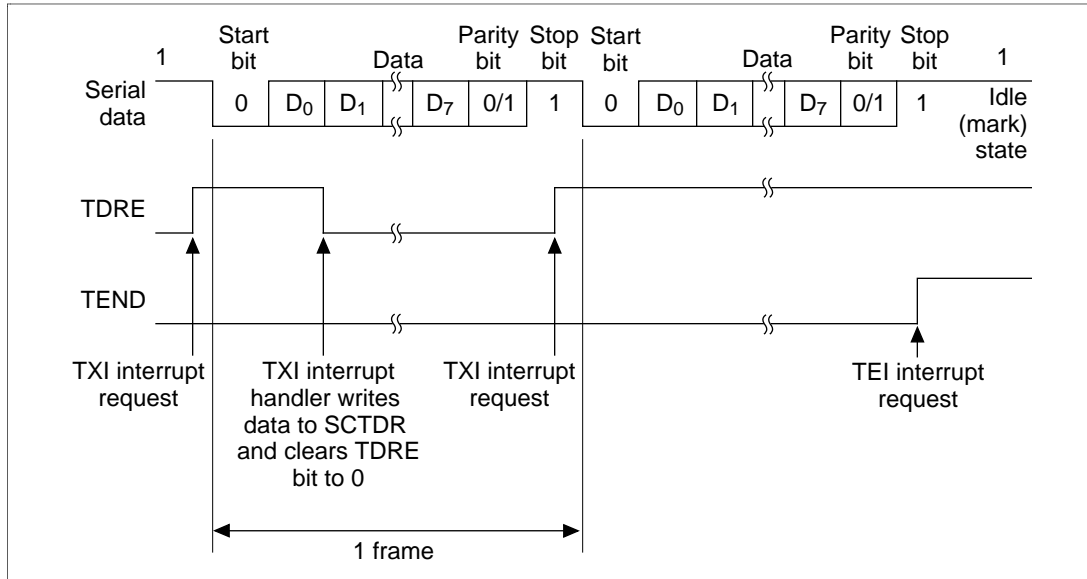 1
Start
bit
Data
Parity
bit
Stop
bit
Start
bit
Data
Parity
bit
Stop
bit
1
Serial
data
0
D0
D1
D7
0/1
1
0
D0
D1
D7
0/1
1
Idle
(mark)
state
TDRE
TEND
TXI interrupt
request
TXI interrupt
handler writes
data to SCTDR
and clears TDRE
bit to 0
TXI interrupt
request
TEI interrupt
request
1 frame